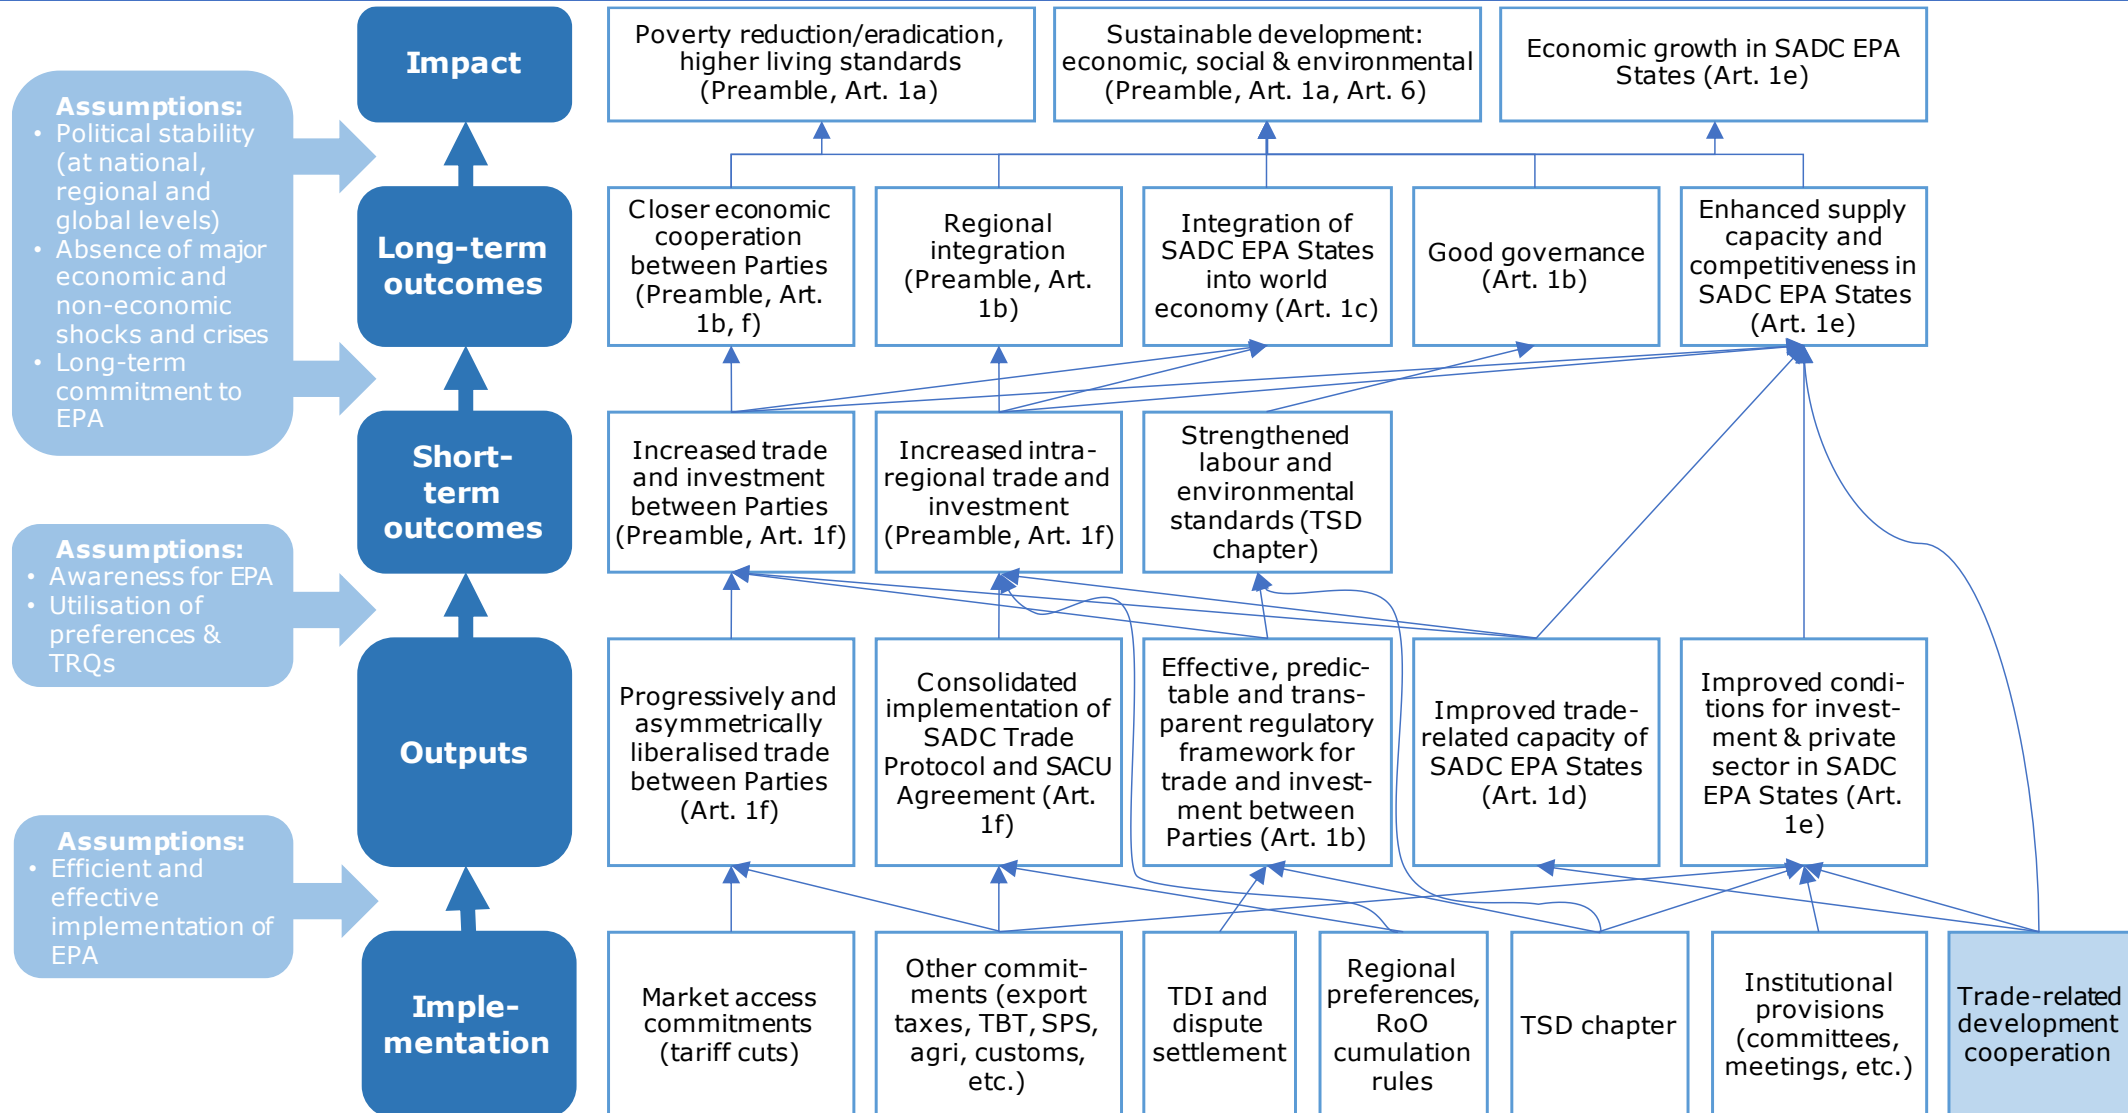 Impact
Poverty reduction/eradication,
higher living standards
(Preamble, Art. 1a)
Sustainable development:
economic, social & environmental
(Preamble, Art. 1a, Art. 6)
Economic growth in SADC EPA
States (Art. 1e)
Assumptions:
• Political stability
(at national,
regional and
global levels)
• Absence of major
economic and
non-economic
shocks and crises
• Long-term
commitment to
EPA
Long-term
outcomes
Closer economic
cooperation
between Parties
(Preamble, Art.
1b, f)
Regional
integration
(Preamble, Art.
1b)
Integration of
SADC EPA States
into world
economy (Art. 1c)
Good governance
(Art. 1b)
Enhanced supply
capacity and
competitiveness in
SADC EPA States
(Art. 1e)
Short-
term
outcomes
Increased trade
and investment
between Parties
(Preamble, Art. 1f)
Increased intra-
regional trade and
investment
(Preamble, Art. 1f)
Strengthened
labour and
environmental
standards (TSD
chapter)
Assumptions:
• Awareness for EPA
• Utilisation of
preferences &
TRQs
Outputs
Progressively and
asymmetrically
liberalised trade
between Parties
(Art. 1f)
Consolidated
implementation of
SADC Trade
Protocol and SACU
Agreement (Art.
1f)
Effective, predic-
table and trans-
parent regulatory
framework for
trade and invest-
ment between
Parties (Art. 1b)
Improved trade-
related capacity of
SADC EPA States
(Art. 1d)
Improved condi-
tions for invest-
ment & private
sector in SADC
EPA States (Art.
1e)
Assumptions:
• Efficient and
effective
implementation of
EPA
Imple-
mentation
Market access
commitments
(tariff cuts)
Other commit-
ments (export
taxes, TBT, SPS,
agri, customs,
etc.)
TDI and
dispute
settlement
Regional
preferences,
RoO
cumulation
rules
TSD chapter
Institutional
provisions
(committees,
meetings, etc.)
Trade-related
development
cooperation